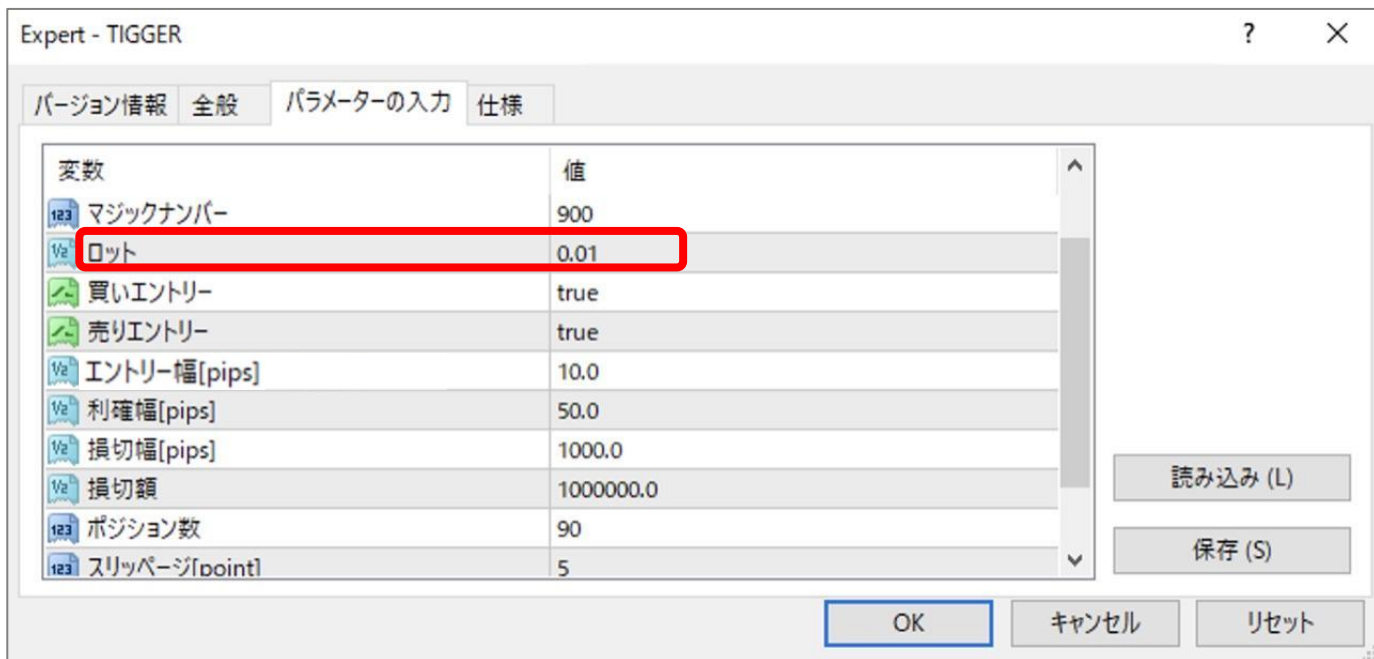 Expert - TIGGER ?
バージョン情報 全般 パラメーターの入力 仕様
変数 値
マジックナンバー 900
ロット 0.01
買いエントリー true
売りエントリー true
エントリー幅[pips] 10.0
利確幅[pips] 50.0
損切幅[pips] 1000.0
損切額 1000000.0
ポジション数 90
スリッページ[point] 5
読み込み (L)
保存 (S)
OK キャンセル リセット